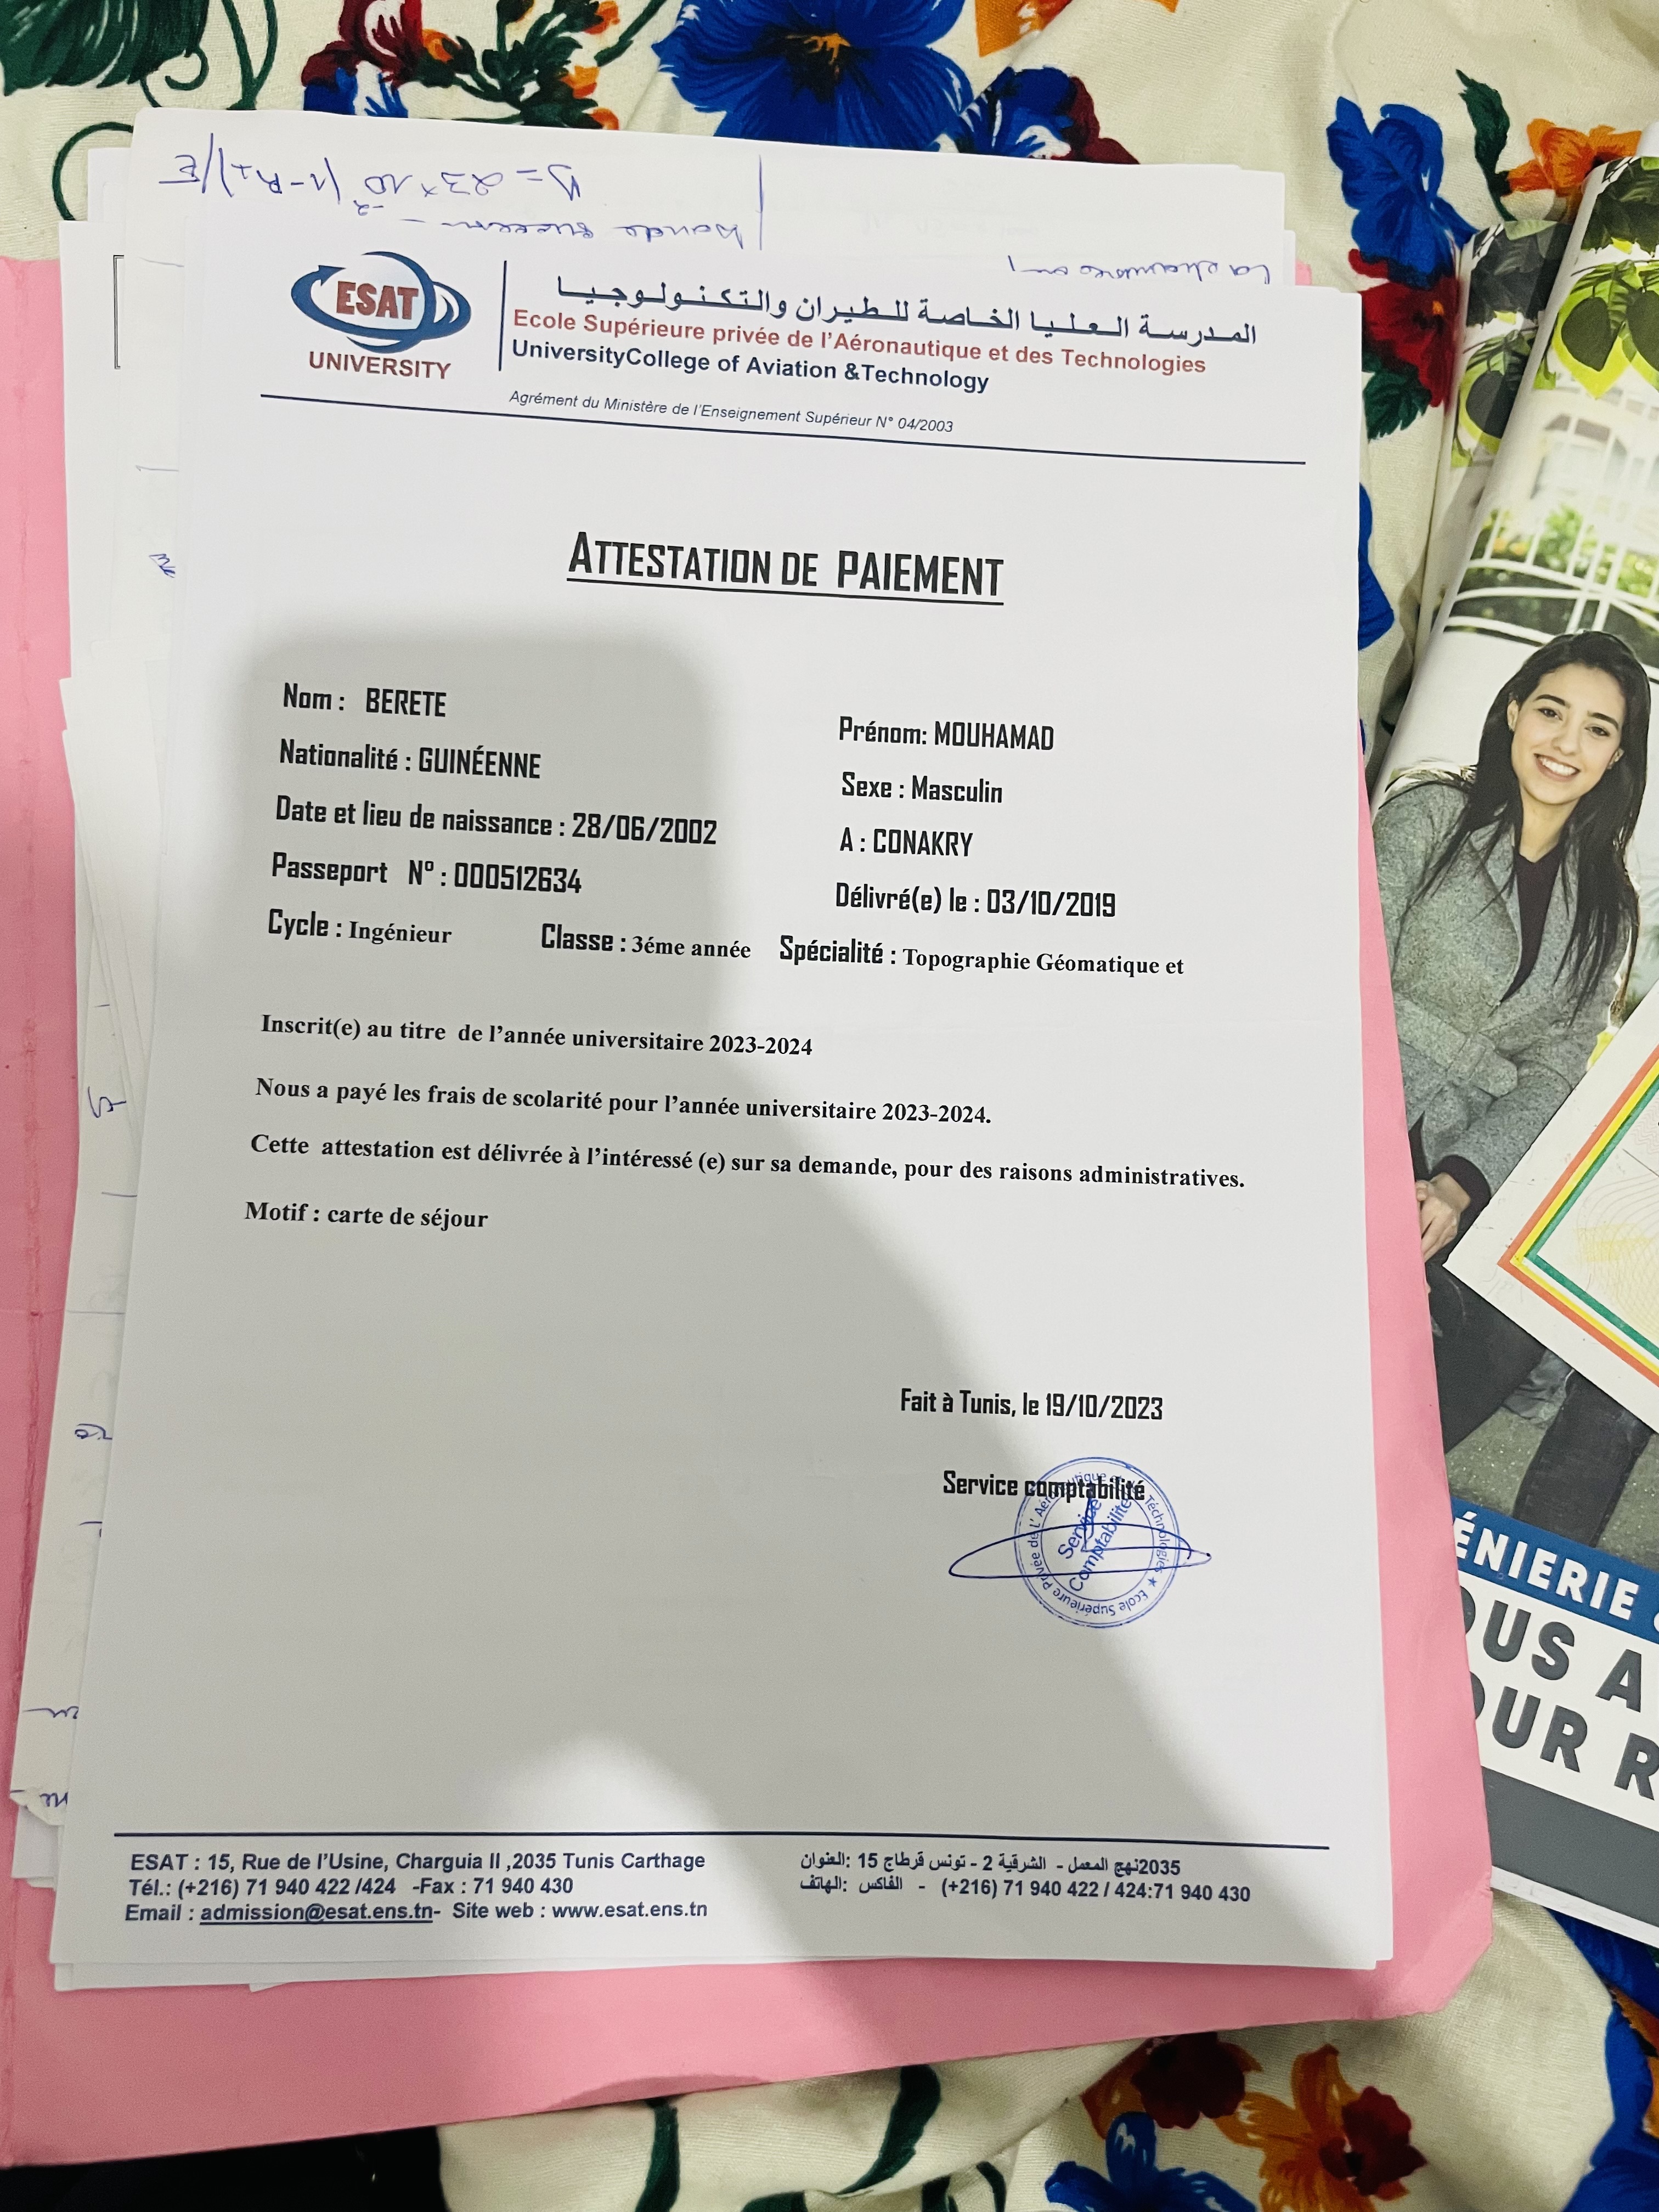 ESAT
UNIVERSITY
المدرسة العليا الخاصة للطيران والتكنولوجيا
Ecole Supérieure privée de l'Aéronautique et des Technologies
UniversityCollege of Aviation &Technology
Agrément du Ministère de l'Enseignement Supérieur N° 04/2003
ATTESTATION DE PAIEMENT
Nom : BERETE
Prénom: MOUHAMAD
Nationalité : GUINÉENNE
Sexe : Masculin
Date et lieu de naissance : 28/06/2002
A : CONAKRY
Passeport N° : 000512634
Délivré(e) le : 03/10/2019
Cycle : Ingénieur Classe : 3éme année Spécialité : Topographie Géomatique et
Inscrit(e) au titre de l'année universitaire 2023-2024
Nous a payé les frais de scolarité pour l'année universitaire 2023-2024.
Cette attestation est délivrée à l'intéressé (e) sur sa demande, pour des raisons administratives.
Motif : carte de séjour
Fait à Tunis, le 19/10/2023
Service comptabilité
Service
Comptabilité
Ecole Supérieure Privée de l'Aéronautique et Téchnologies ★
ESAT : 15, Rue de l'Usine, Charguia II ,2035 Tunis Carthage
Tél.: (+216) 71 940 422 /424 -Fax : 71 940 430
Email : admission@esat.ens.tn- Site web : www.esat.ens.tn
العنوان: 15 نهج المعمل - الشرقية 2 - تونس قرطاج 2035
الهاتف: الفاكس - (+216) 71 940 422 / 424:71 940 430
ÉNIERIE
OUS A
OUR R